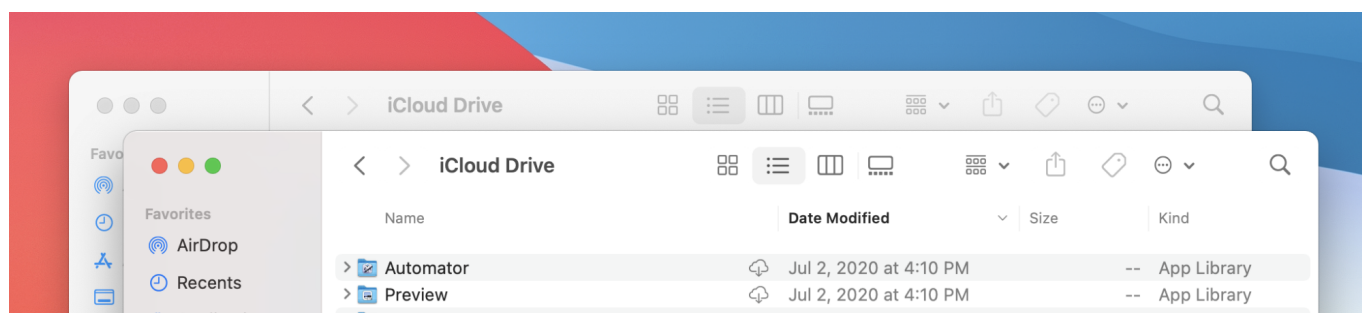 iCloud Drive
Favo
iCloud Drive
Favorites
Name Date Modified Size Kind
AirDrop
Automator Jul 2, 2020 at 4:10 PM -- App Library
Recents
Preview Jul 2, 2020 at 4:10 PM -- App Library